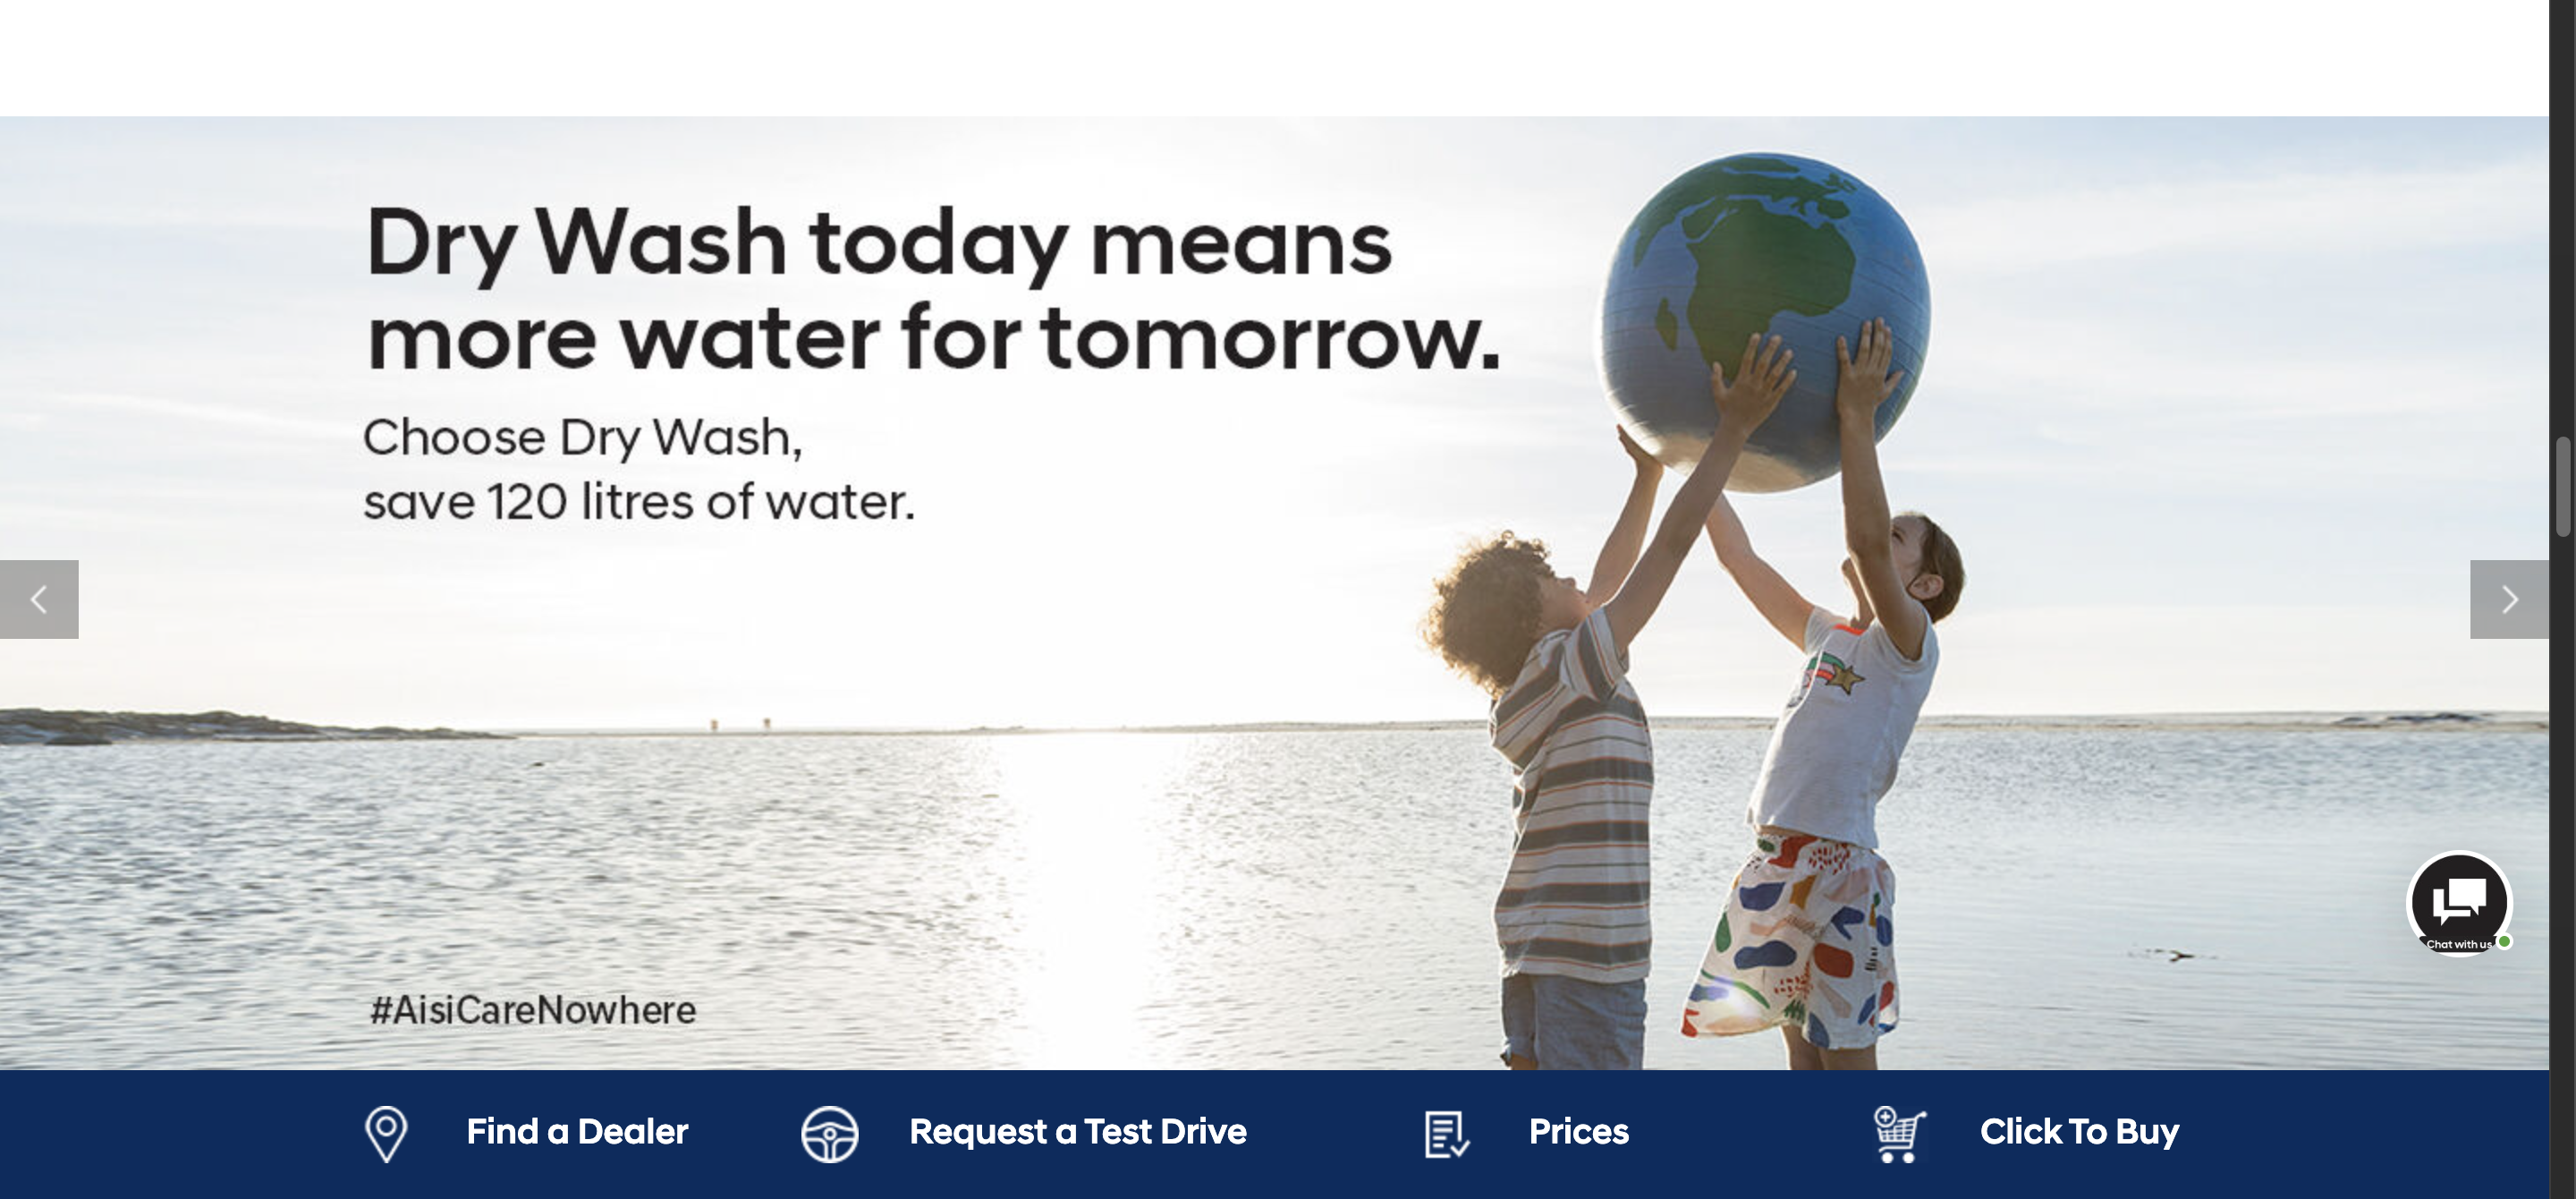 Dry Wash today means
more water for tomorrow.
Choose Dry Wash,
save 120 litres of water.
#AisiCareNowhere
Chat with us
Find a Dealer
Request a Test Drive
Prices
Click To Buy